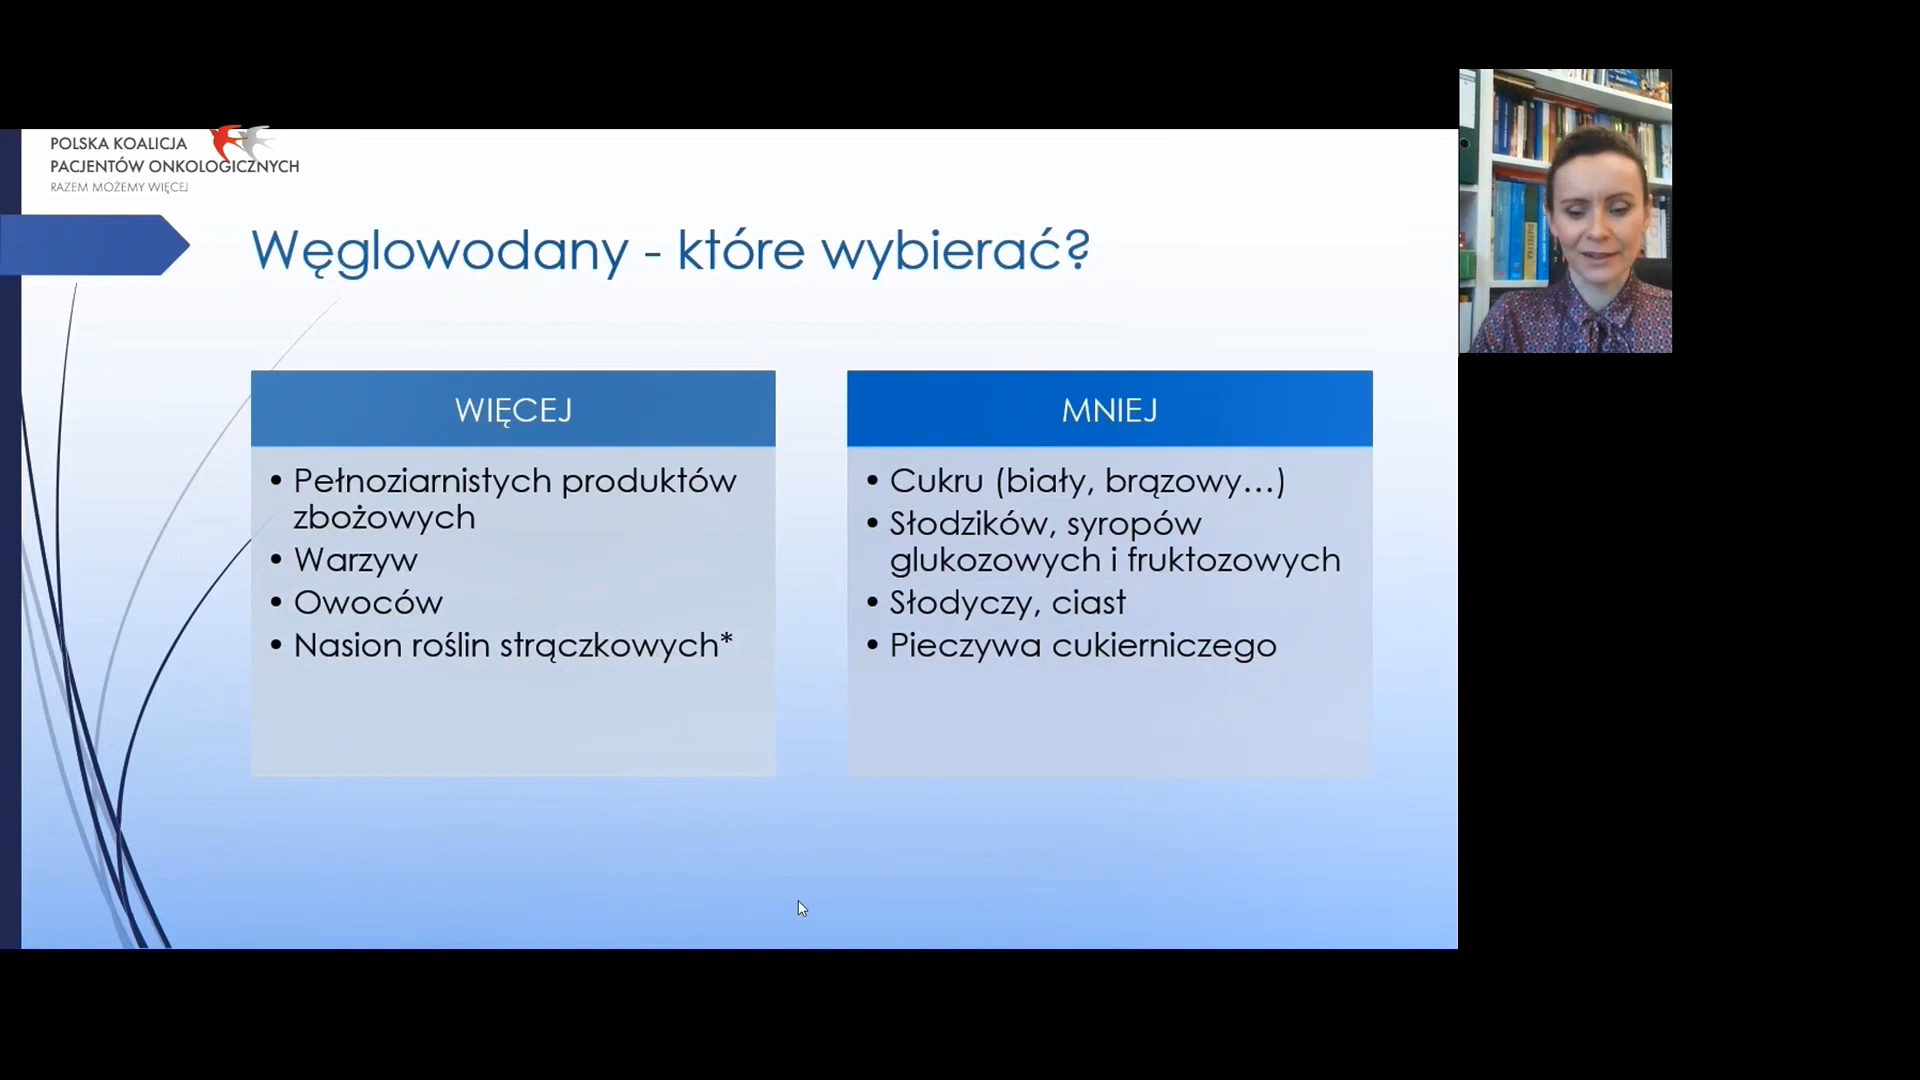 POLSKA KOALICJA
PACJENTÓW ONKOLOGICZNYCH
RAZEM MOŻEMY WIĘCEJ
Węglowodany - które wybierać?
WIĘCEJ
• Pełnoziarnistych produktów
zbożowych
• Warzyw
• Owoców
• Nasion roślin strączkowych*
MNIEJ
• Cukru (biały, brązowy...)
• Słodzików, syropów
glukozowych i fruktozowych
• Słodyczy, ciast
• Pieczywa cukierniczego